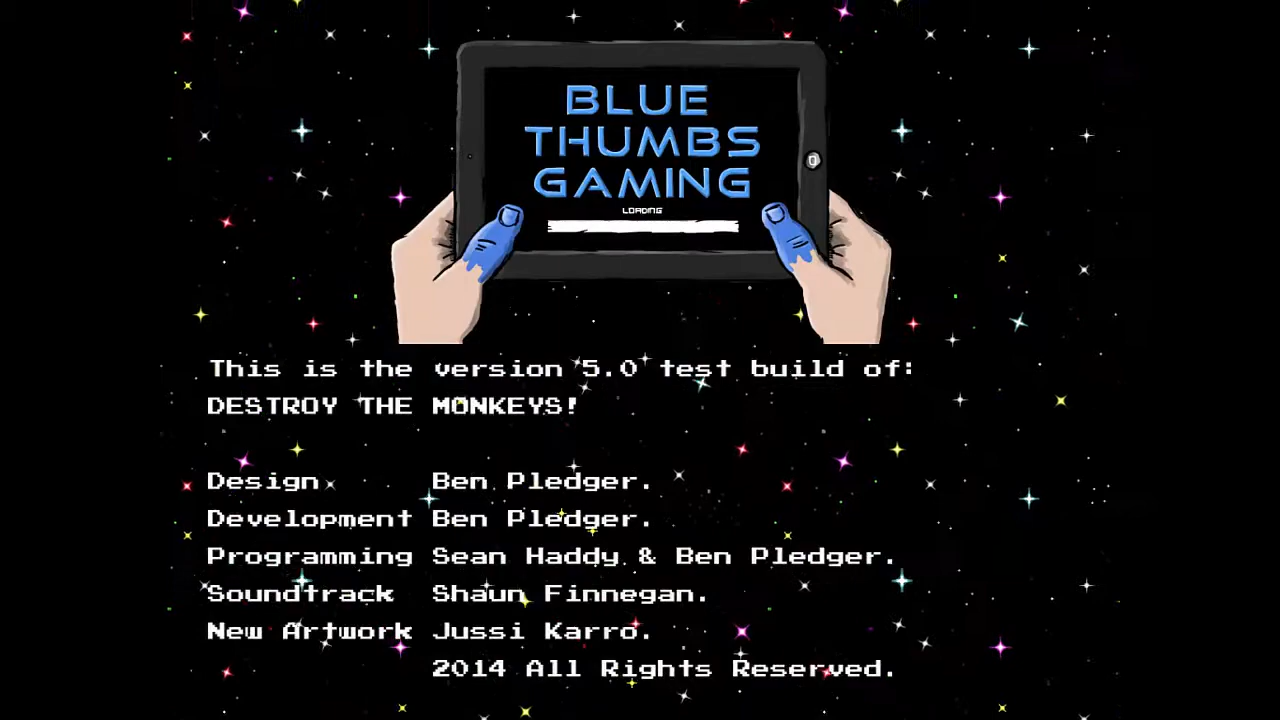 BLUE
THUMBS
GAMING
LOADING
This is the version 5.0 test build of:
DESTROY THE MONKEYS!
Design Ben Pledger.
Development Ben Pledger.
Programming Sean Haddy & Ben Pledger.
Soundtrack Shaun Finnegan.
New Artwork Jussi Karro.
2014 All Rights Reserved.